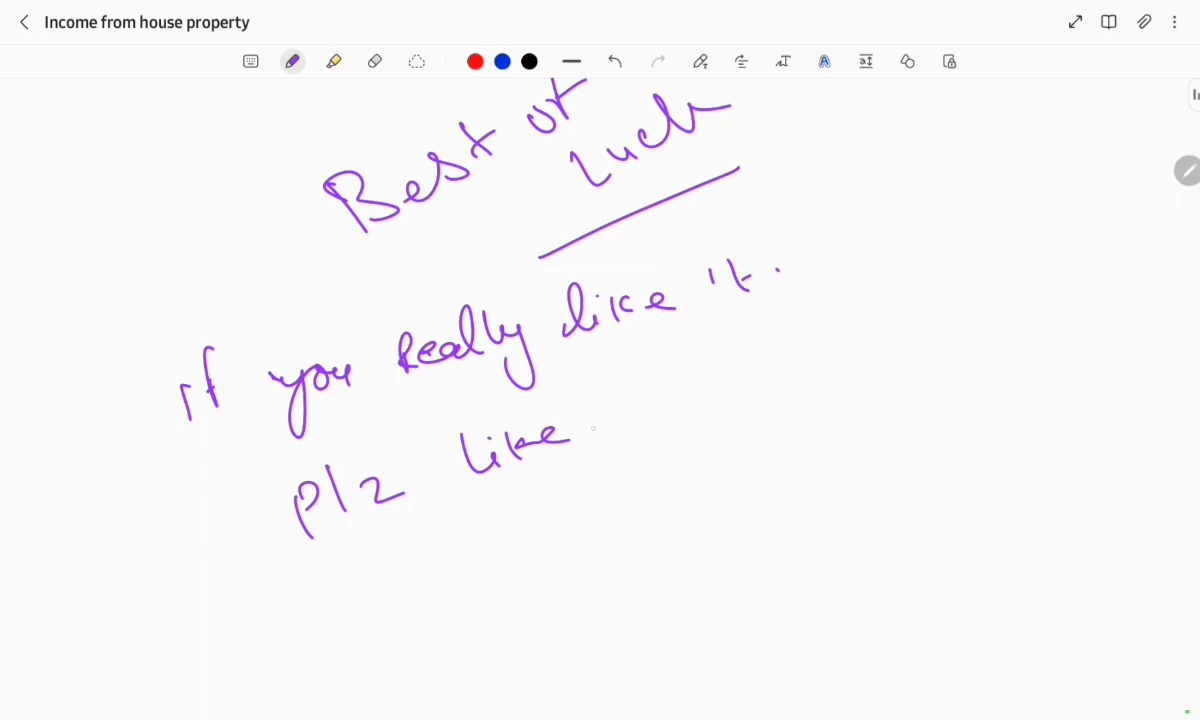 Income from house property
Best of
Luck
if you Really like it.
Plz like